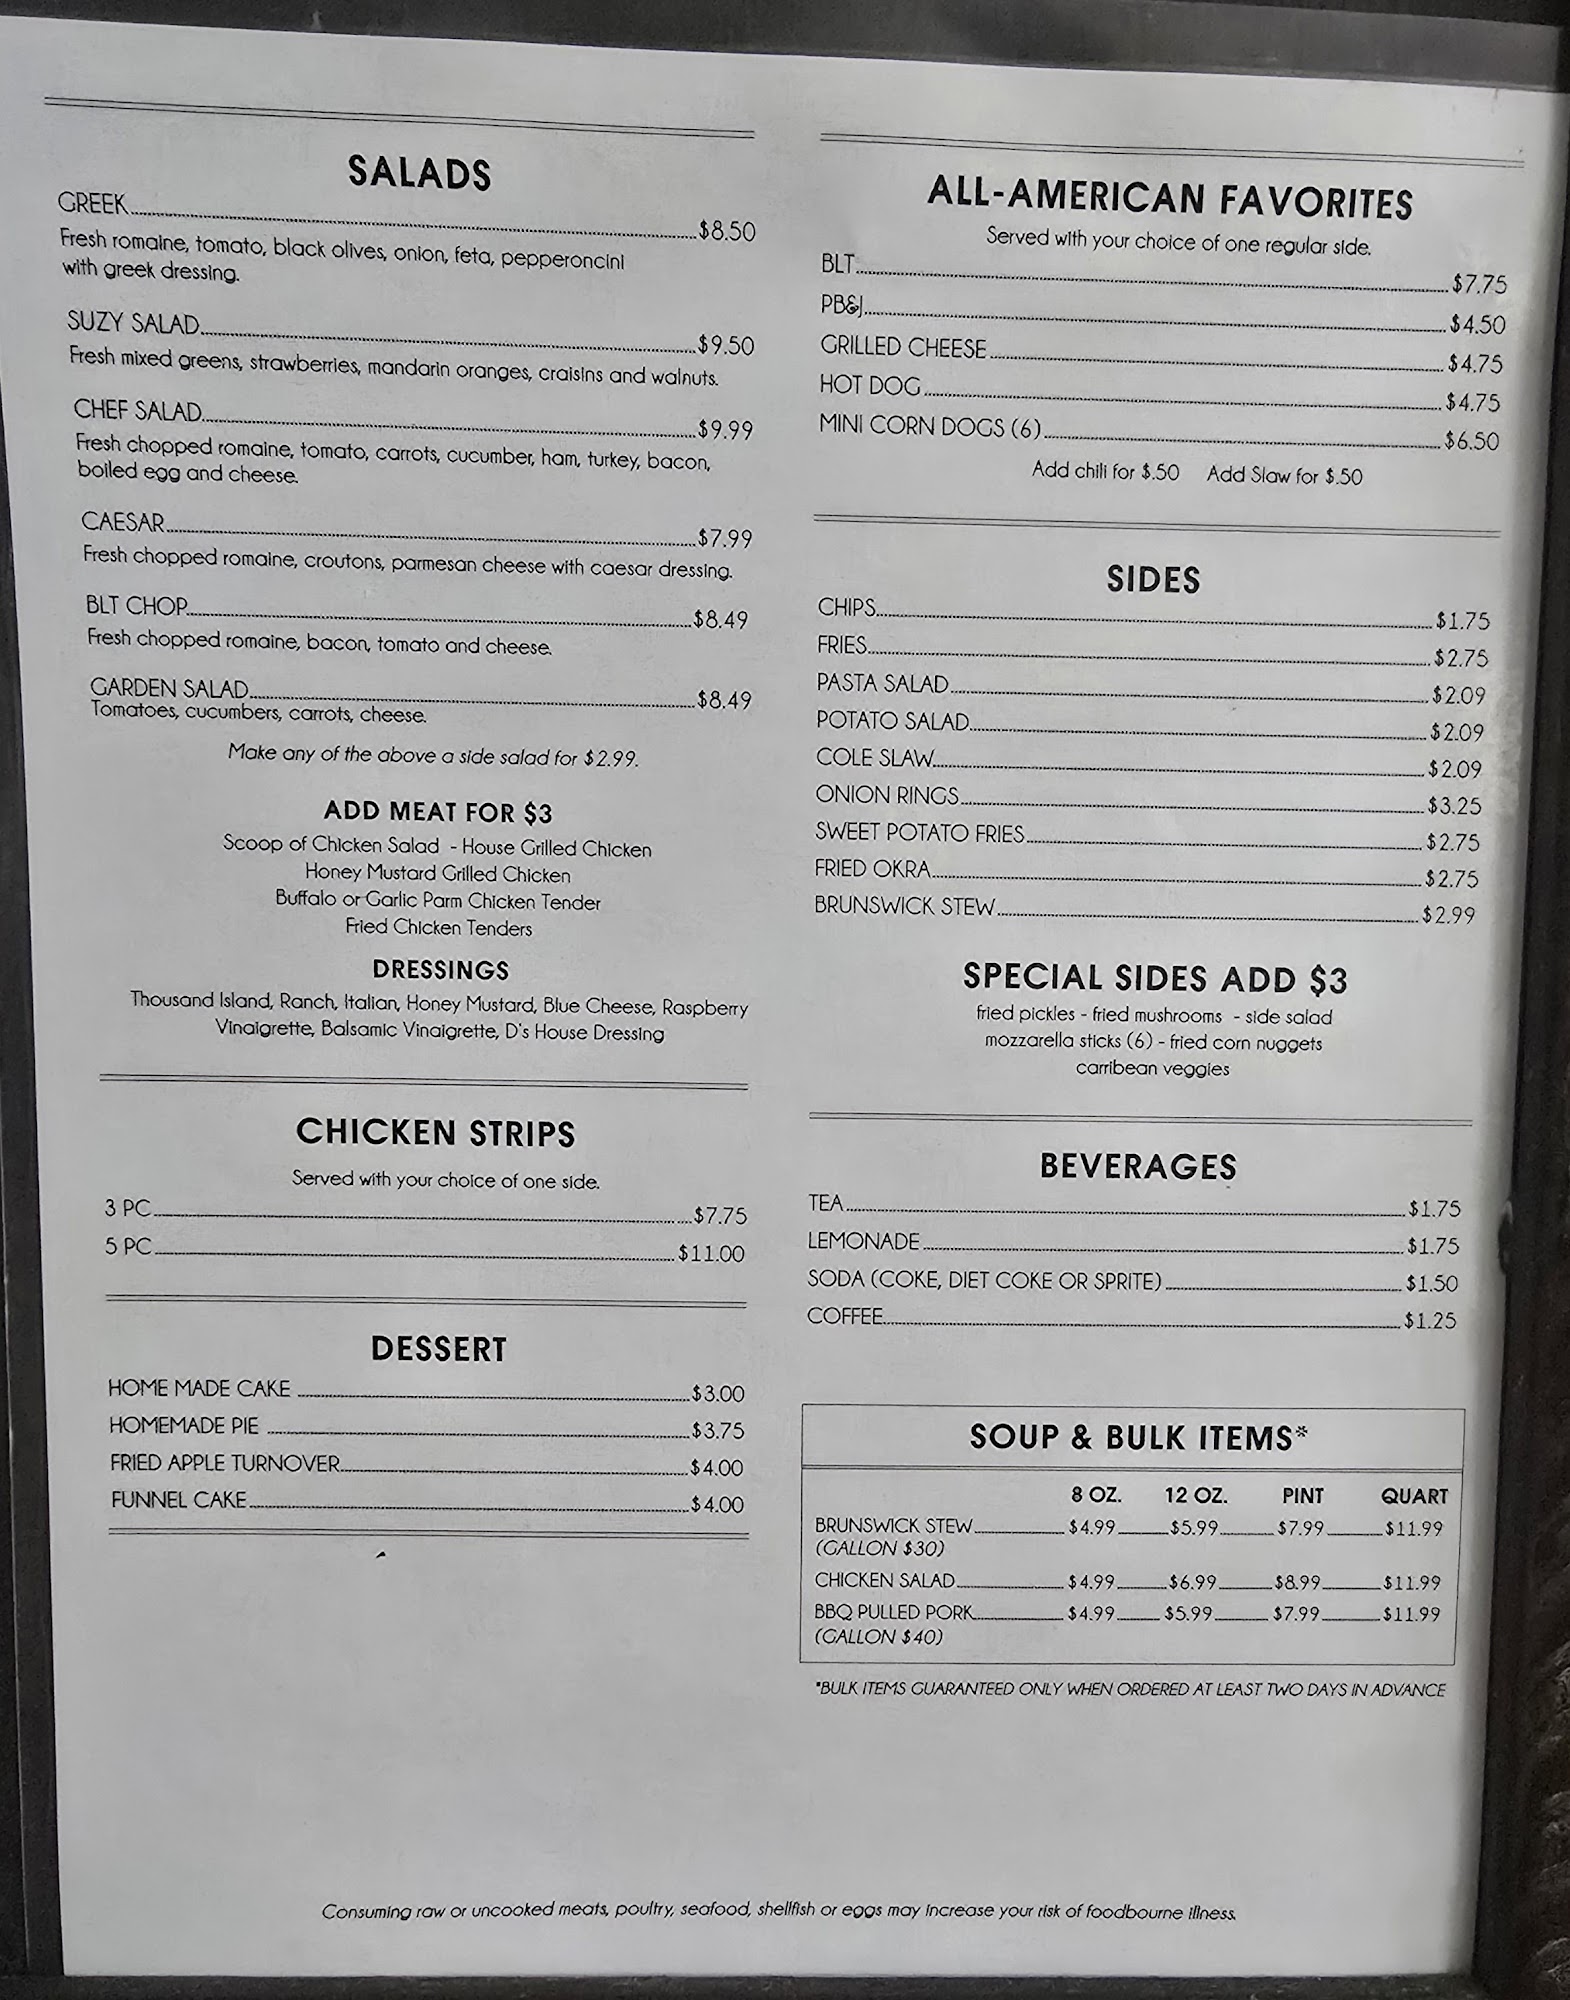 SALADS
GREEK $8.50
Fresh romaine, tomato, black olives, onion, feta, pepperoncini
with greek dressing.
SUZY SALAD $9.50
Fresh mixed greens, strawberries, mandarin oranges, craisins and walnuts.
CHEF SALAD $9.99
Fresh chopped romaine, tomato, carrots, cucumber, ham, turkey, bacon,
boiled egg and cheese.
CAESAR $7.99
Fresh chopped romaine, croutons, parmesan cheese with caesar dressing.
BLT CHOP $8.49
Fresh chopped romaine, bacon, tomato and cheese.
GARDEN SALAD $8.49
Tomatoes, cucumbers, carrots, cheese.
Make any of the above a side salad for $2.99.
ADD MEAT FOR $3
Scoop of Chicken Salad - House Grilled Chicken
Honey Mustard Grilled Chicken
Buffalo or Garlic Parm Chicken Tender
Fried Chicken Tenders
DRESSINGS
Thousand Island, Ranch, Italian, Honey Mustard, Blue Cheese, Raspberry
Vinaigrette, Balsamic Vinaigrette, D's House Dressing
CHICKEN STRIPS
Served with your choice of one side.
3 PC $7.75
5 PC $11.00
DESSERT
HOME MADE CAKE $3.00
HOMEMADE PIE $3.75
FRIED APPLE TURNOVER $4.00
FUNNEL CAKE $4.00
ALL-AMERICAN FAVORITES
Served with your choice of one regular side.
BLT $7.75
PB&J $4.50
GRILLED CHEESE $4.75
HOT DOG $4.75
MINI CORN DOGS (6) $6.50
Add chili for $.50 Add Slaw for $.50
SIDES
CHIPS $1.75
FRIES $2.75
PASTA SALAD $2.09
POTATO SALAD $2.09
COLE SLAW $2.09
ONION RINGS $3.25
SWEET POTATO FRIES $2.75
FRIED OKRA $2.75
BRUNSWICK STEW $2.99
SPECIAL SIDES ADD $3
fried pickles - fried mushrooms - side salad
mozzarella sticks (6) - fried corn nuggets
carribean veggies
BEVERAGES
TEA $1.75
LEMONADE $1.75
SODA (COKE, DIET COKE OR SPRITE) $1.50
COFFEE $1.25
SOUP & BULK ITEMS*
8 OZ. 12 OZ. PINT QUART
BRUNSWICK STEW $4.99 $5.99 $7.99 $11.99
(GALLON $30)
CHICKEN SALAD $4.99 $6.99 $8.99 $11.99
BBQ PULLED PORK $4.99 $5.99 $7.99 $11.99
(GALLON $40)
*BULK ITEMS GUARANTEED ONLY WHEN ORDERED AT LEAST TWO DAYS IN ADVANCE
Consuming raw or uncooked meats, poultry, seafood, shellfish or eggs may increase your risk of foodbourne illness.